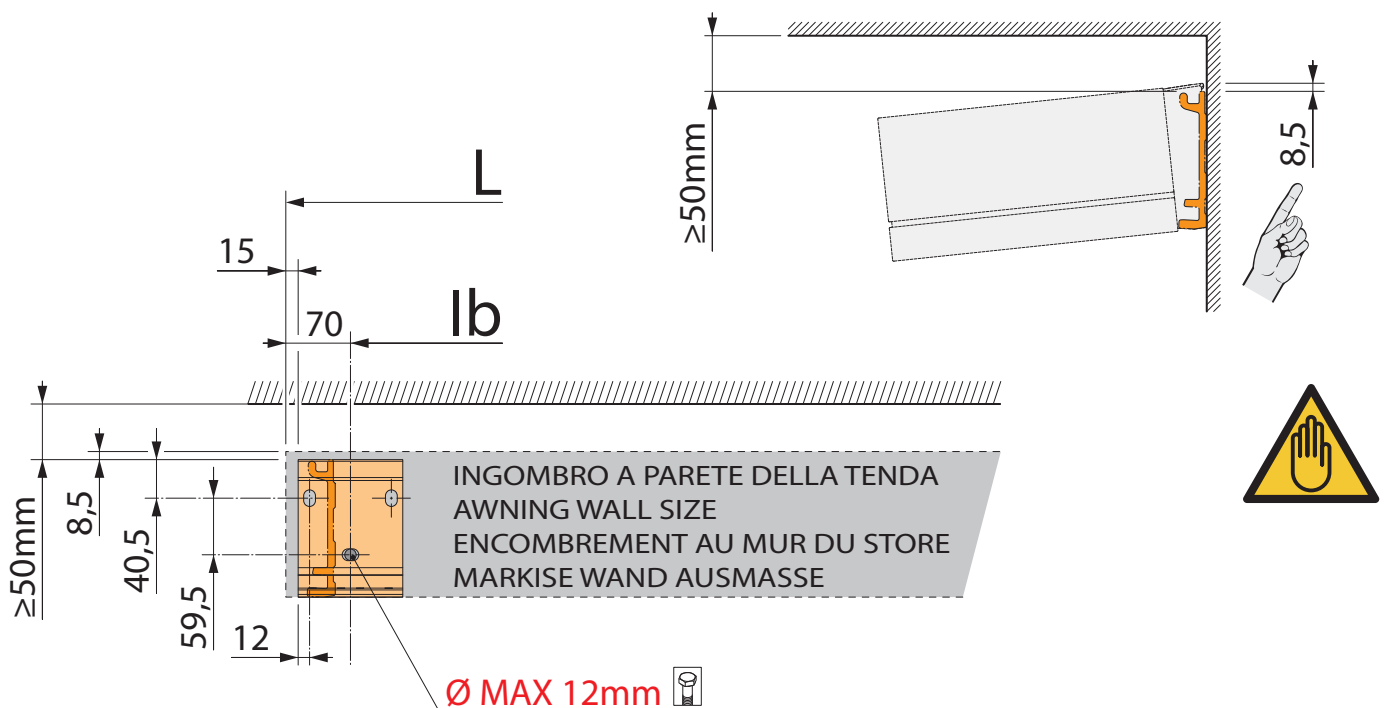 ≥50mm
8,5
L
15
70
Ib
≥50mm
8,5
40,5
59,5
12
INGOMBRO A PARETE DELLA TENDA
AWNING WALL SIZE
ENCOMBREMENT AU MUR DU STORE
MARKISE WAND AUSMASSE
Ø MAX 12mm